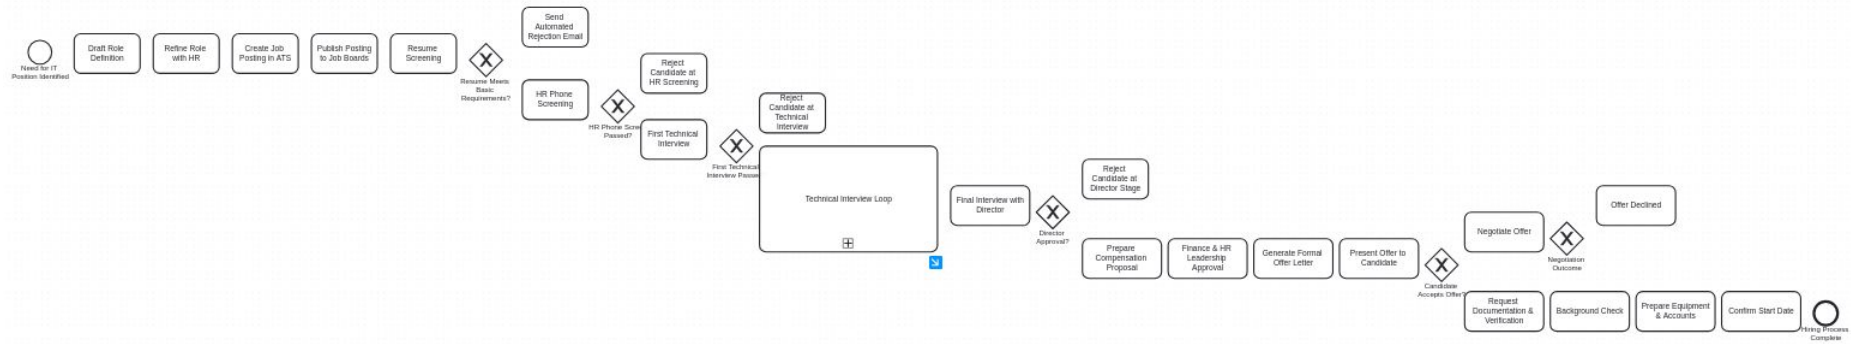 Need for IT
Position Identified
Draft Role
Definition
Refine Role
with HR
Create Job
Posting in ATS
Publish Posting
to Job Boards
Resume
Screening
Resume Meets
Basic
Requirements?
Send
Automated
Rejection Email
HR Phone
Screening
HR Phone Scre
Passed?
Reject
Candidate at
HR Screening
First Technical
Interview
First Technical
Interview Passe
Reject
Candidate at
Technical
Interview
Technical Interview Loop
Final Interview with
Director
Director
Approval?
Reject
Candidate at
Director Stage
Prepare
Compensation
Proposal
Finance & HR
Leadership
Approval
Generate Formal
Offer Letter
Present Offer to
Candidate
Candidate
Accepts Offer?
Negotiate Offer
Negotiation
Outcome
Offer Declined
Request
Documentation &
Verification
Background Check
Prepare Equipment
& Accounts
Confirm Start Date
Hiring Process
Complete